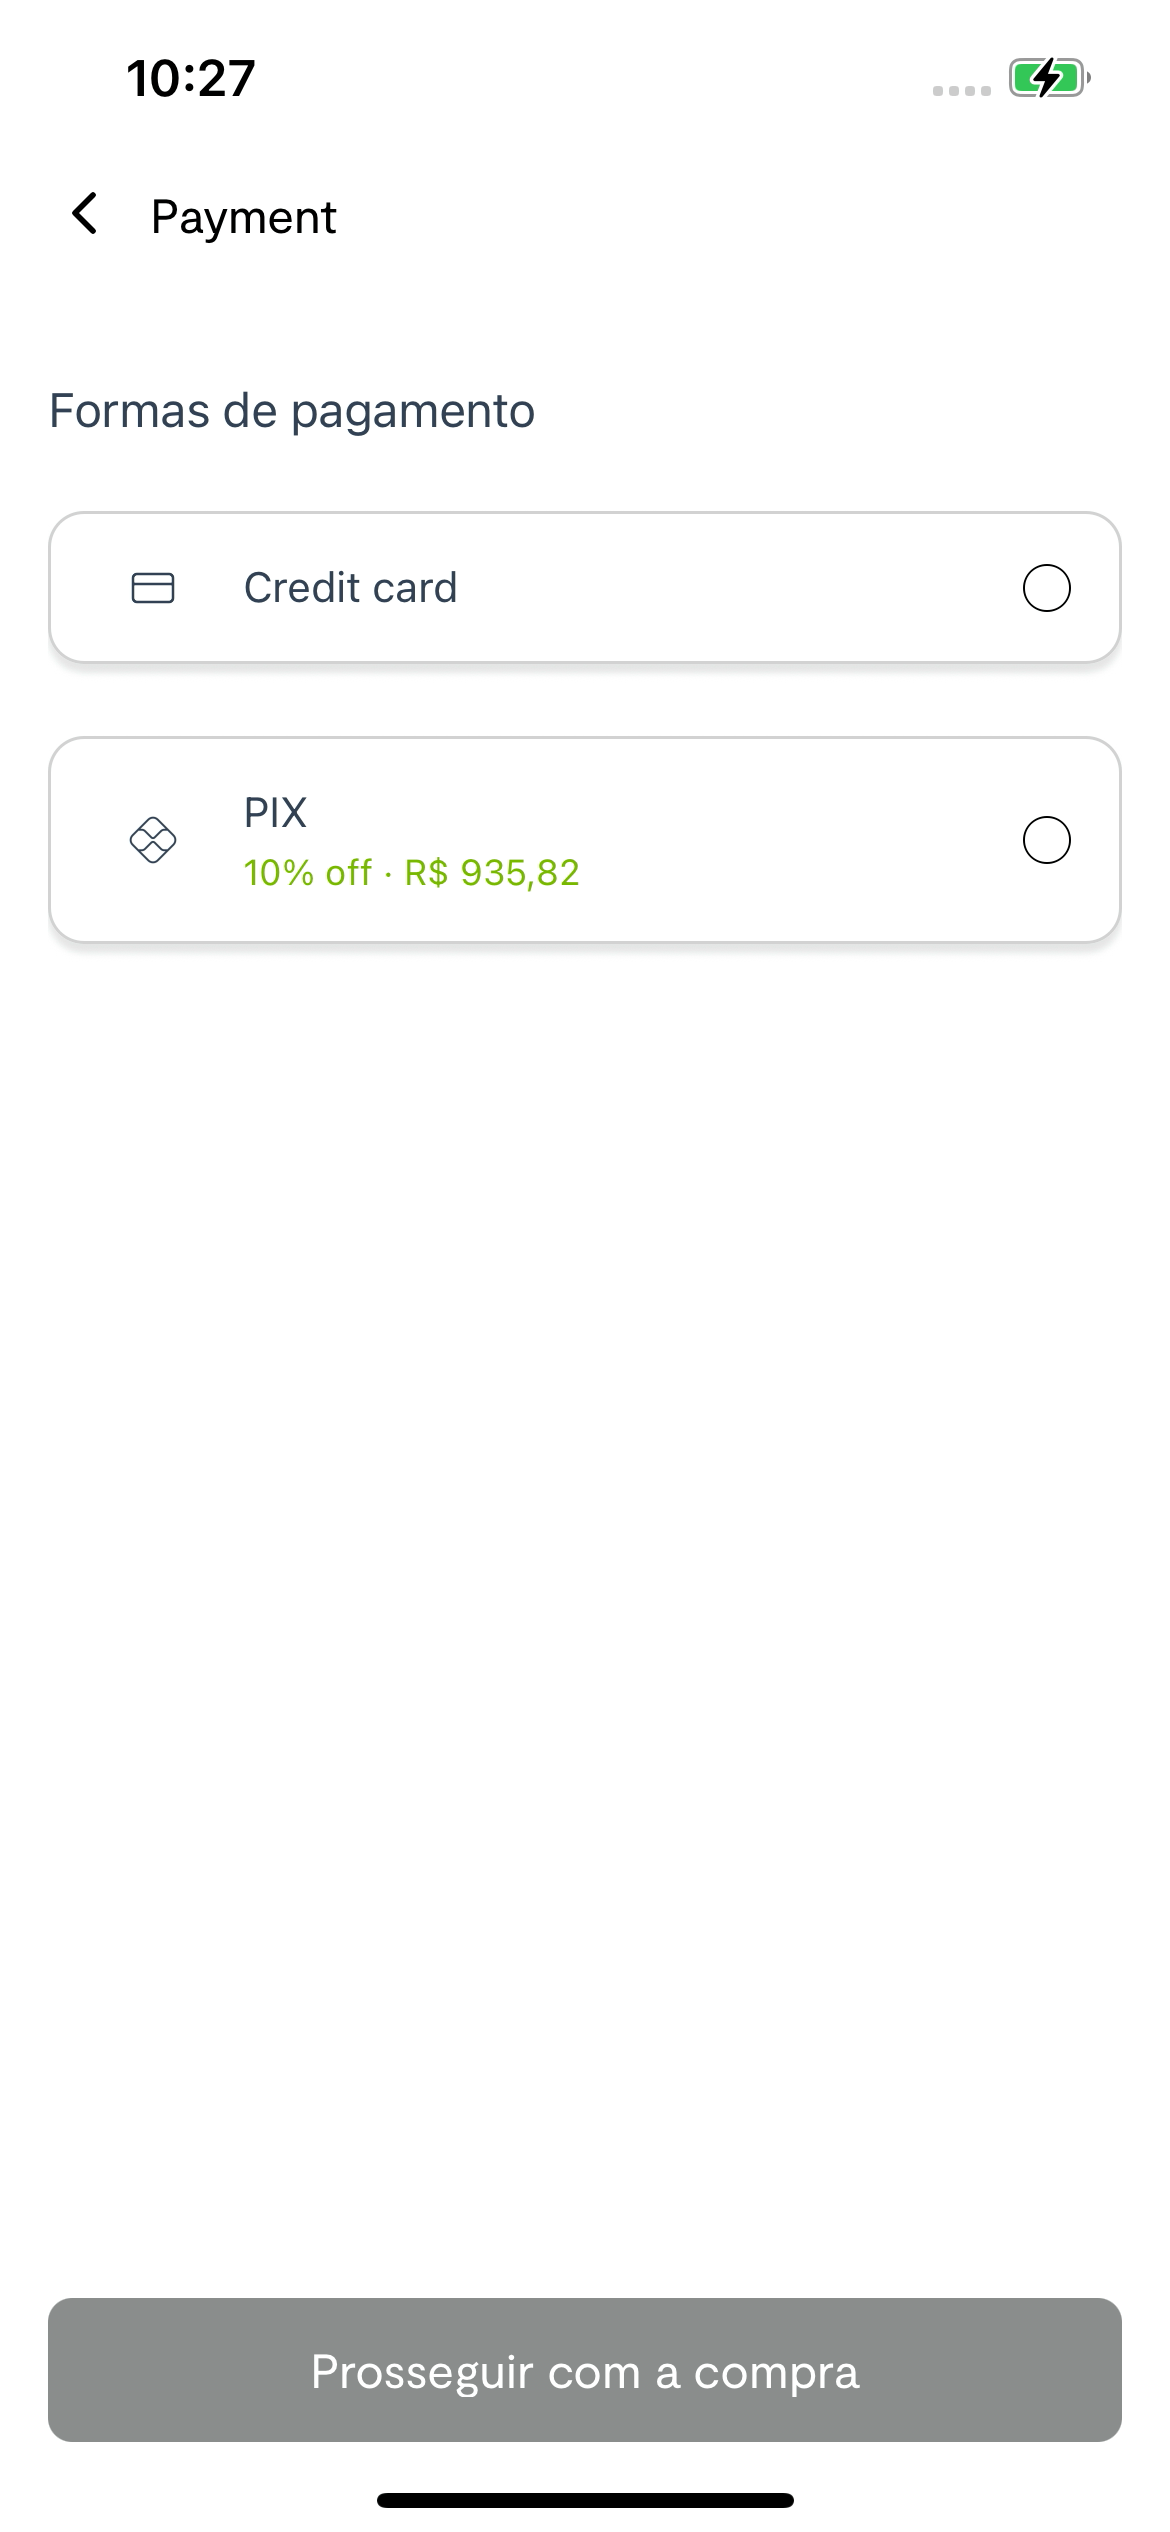 10:27
Payment
Formas de pagamento
Credit card
PIX
10% off · R$ 935,82
Prosseguir com a compra